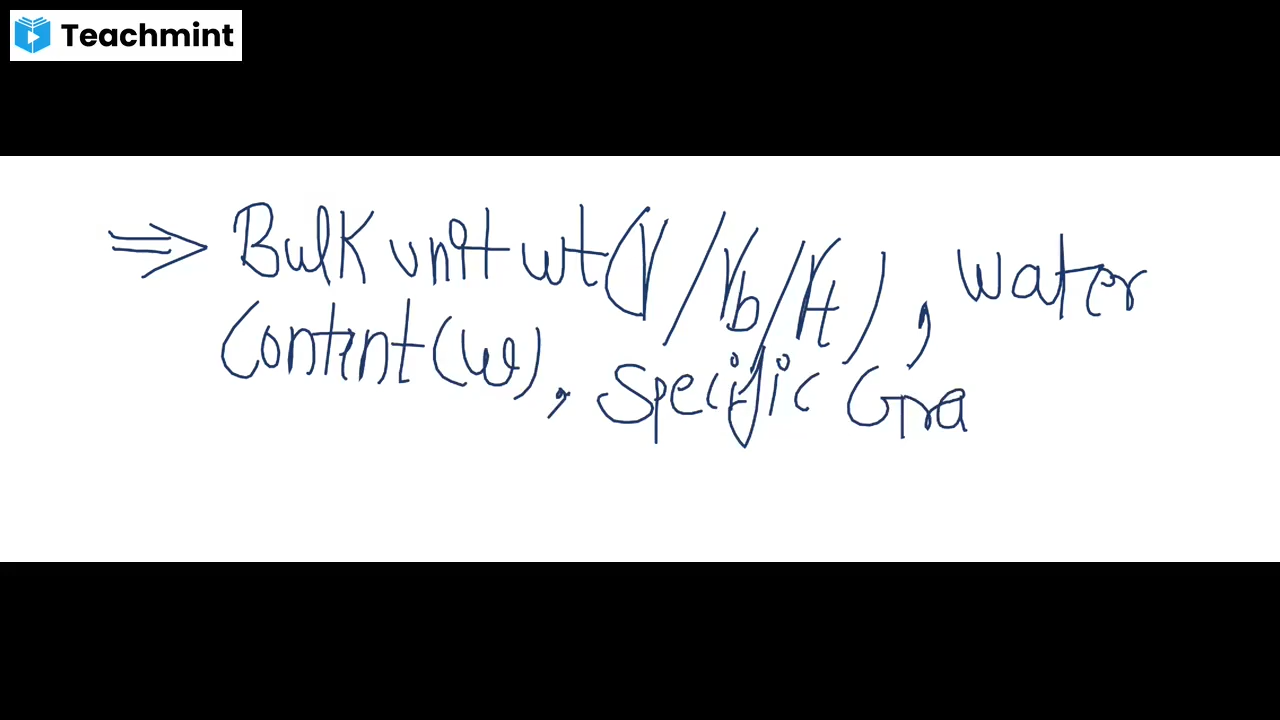 Teachmint
⇒ Bulk unit wt (γ/γb/γt), water
Content (w), Specific Gra